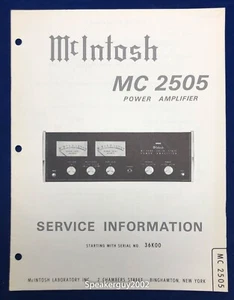 McIntosh
MC 2505
POWER AMPLIFIER
SERVICE INFORMATION
STARTING WITH SERIAL NO. 36K00
McINTOSH LABORATORY INC. 2 CHAMBERS STREET, BINGHAMTON, NEW YORK
MC 2505
Speakerguy2002